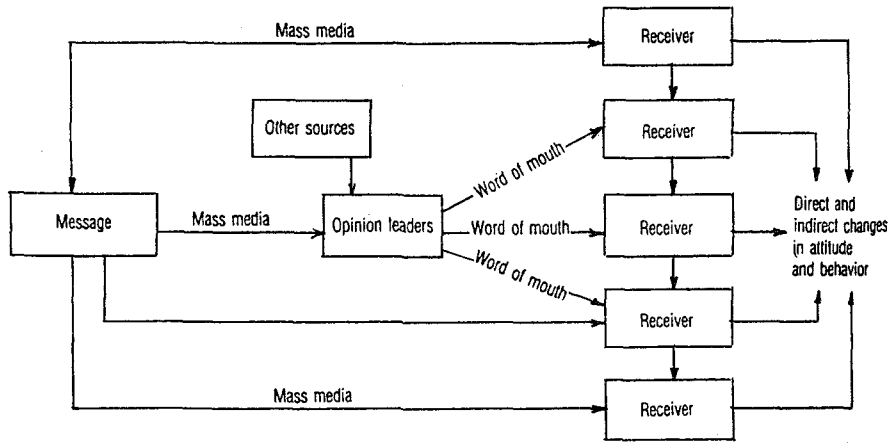 Mass media
Receiver
Other sources
Receiver
Word of mouth
Message
Mass media
Opinion leaders
Word of mouth
Receiver
Direct and
indirect changes
in attitude
and behavior
Word of mouth
Receiver
Mass media
Receiver